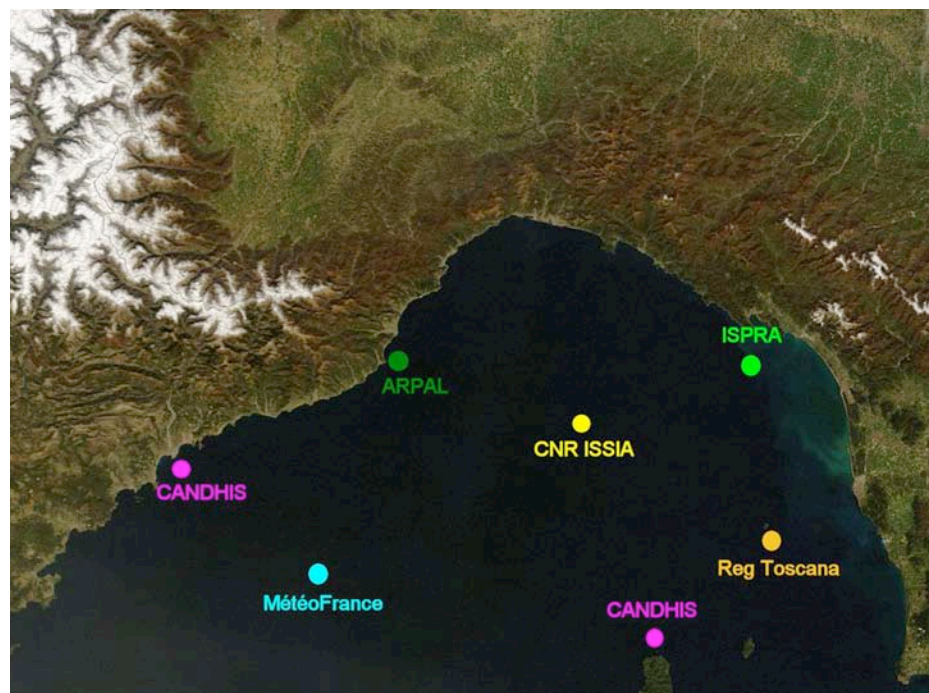 ISPRA
ARPAL
CNR ISSIA
CANDHIS
Reg Toscana
MétéoFrance
CANDHIS